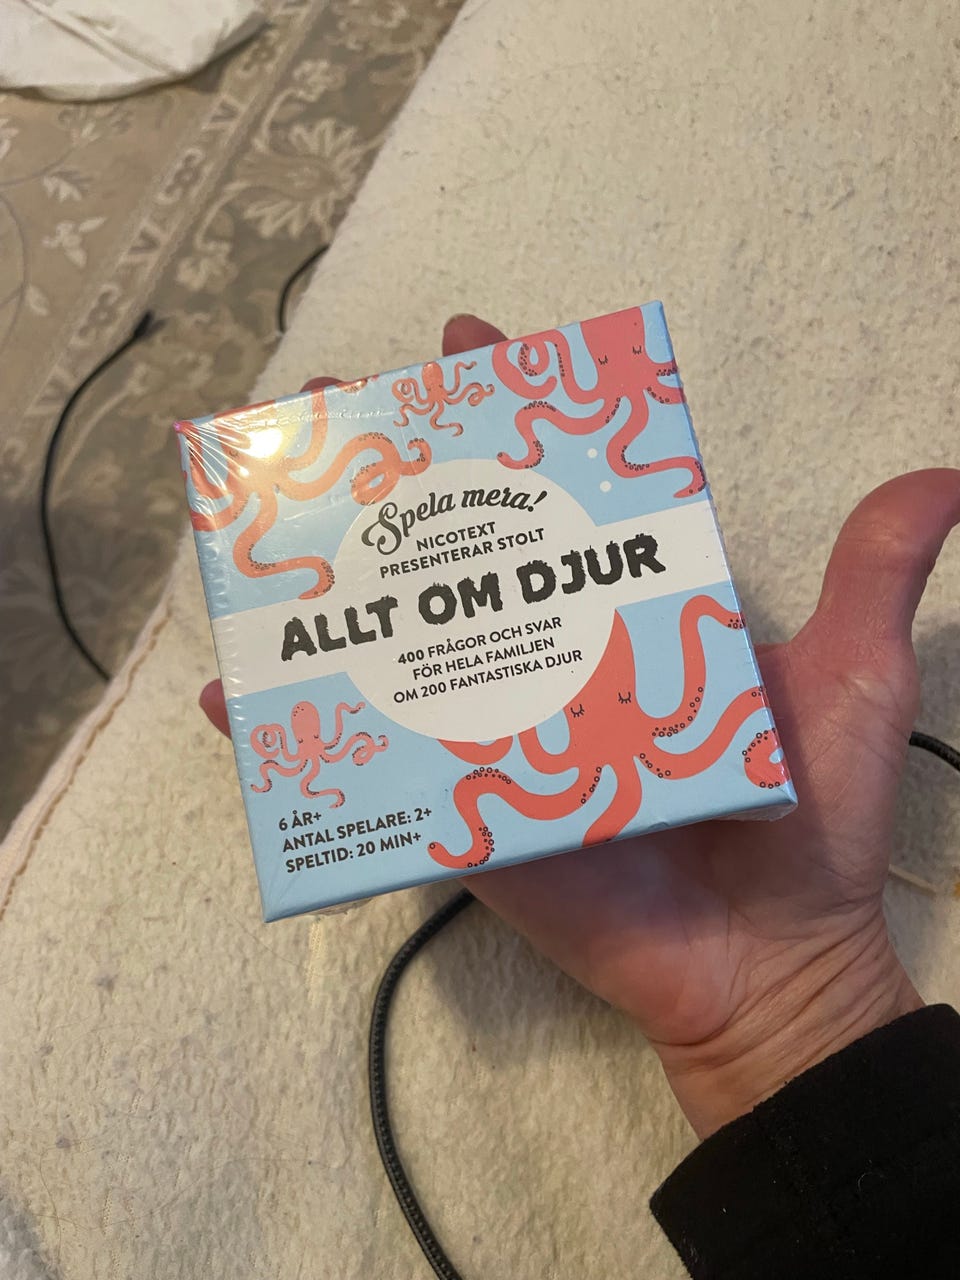 Spela mera!
NICOTEXT
PRESENTERAR STOLT
ALLT OM DJUR
400 FRÅGOR OCH SVAR
FÖR HELA FAMILJEN
OM 200 FANTASTISKA DJUR
6 ÅR+
ANTAL SPELARE: 2+
SPELTID: 20 MIN+